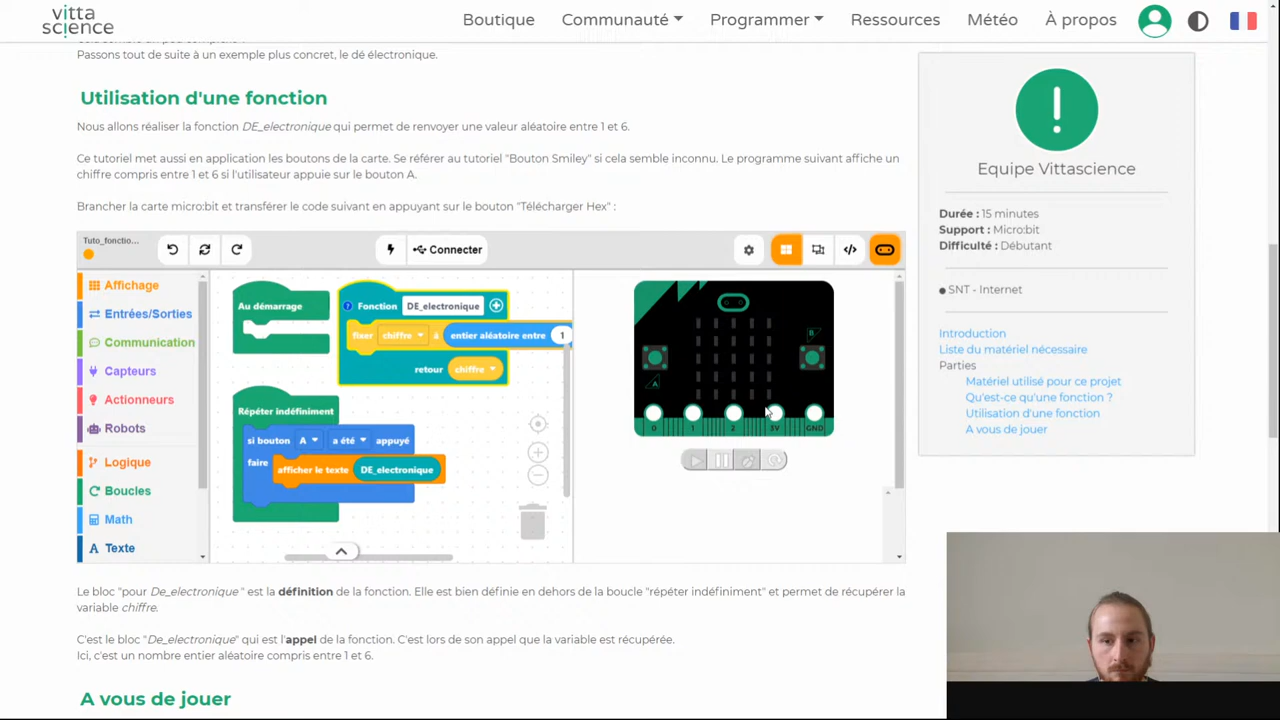 vitta
science
Boutique
Communauté
Programmer
Ressources
Météo
À propos
Passons tout de suite à un exemple plus concret, le dé électronique.
Utilisation d'une fonction
Nous allons réaliser la fonction DE_electronique qui permet de renvoyer une valeur aléatoire entre 1 et 6.
Ce tutoriel met aussi en application les boutons de la carte. Se référer au tutoriel "Bouton Smiley" si cela semble inconnu. Le programme suivant affiche un
chiffre compris entre 1 et 6 si l'utilisateur appuie sur le bouton A.
Brancher la carte micro:bit et transférer le code suivant en appuyant sur le bouton "Télécharger Hex" :
Tuto_fonctio...
Connecter
Affichage
Entrées/Sorties
Communication
Capteurs
Actionneurs
Robots
Logique
Boucles
Math
A Texte
Au démarrage
? Fonction DE_electronique
fixer chiffre à entier aléatoire entre 1
retour chiffre
Répéter indéfiniment
si bouton A a été appuyé
faire
afficher le texte DE_electronique
B
A
0 1 2 3V GND
Le bloc "pour De_electronique " est la définition de la fonction. Elle est bien définie en dehors de la boucle "répéter indéfiniment" et permet de récupérer la
variable chiffre.
C'est le bloc "De_electronique" qui est l'appel de la fonction. C'est lors de son appel que la variable est récupérée.
Ici, c'est un nombre entier aléatoire compris entre 1 et 6.
A vous de jouer
!
Equipe Vittascience
Durée : 15 minutes
Support : Micro:bit
Difficulté : Débutant
SNT - Internet
Introduction
Liste du matériel nécessaire
Parties
Matériel utilisé pour ce projet
Qu'est-ce qu'une fonction ?
Utilisation d'une fonction
A vous de jouer